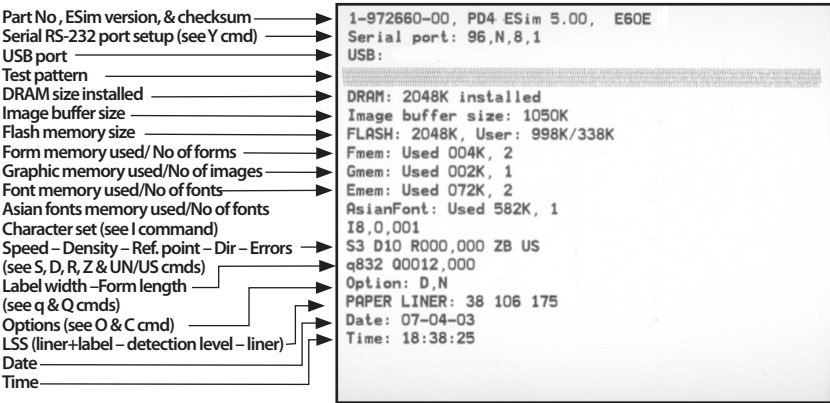 Part No , ESim version, & checksum
Serial RS-232 port setup (see Y cmd)
USB port
Test pattern
DRAM size installed
Image buffer size
Flash memory size
Form memory used/ No of forms
Graphic memory used/No of images
Font memory used/No of fonts
Asian fonts memory used/No of fonts
Character set (see I command)
Speed – Density – Ref. point – Dir – Errors
(see S, D, R, Z & UN/US cmds)
Label width –Form length
(see q & Q cmds)
Options (see O & C cmd)
LSS (liner+label – detection level – liner)
Date
Time
1-972660-00, PD4 ESim 5.00, E60E
Serial port: 96,N,8,1
USB:
DRAM: 2048K installed
Image buffer size: 1050K
FLASH: 2048K, User: 998K/338K
Fmem: Used 004K, 2
Gmem: Used 002K, 1
Emem: Used 072K, 2
AsianFont: Used 582K, 1
I8,0,001
S3 D10 R000,000 ZB US
q832 Q0012,000
Option: D,N
PAPER LINER: 38 106 175
Date: 07-04-03
Time: 18:38:25